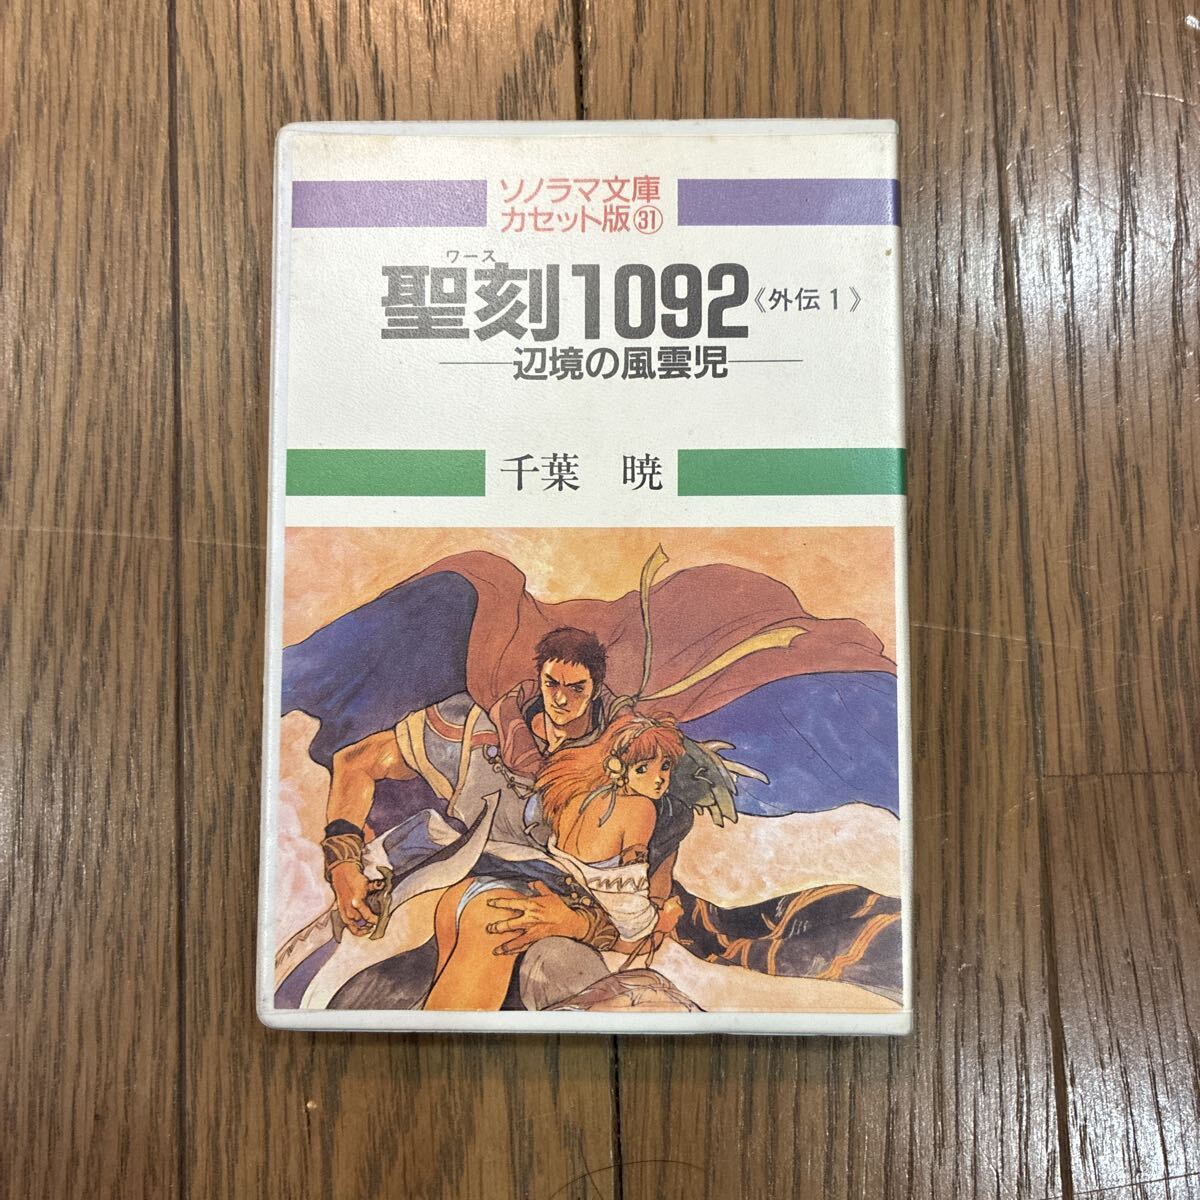 ソノラマ文庫
カセット版㉛
ワース
聖刻1092《外伝1》
―辺境の風雲児―
千葉 暁